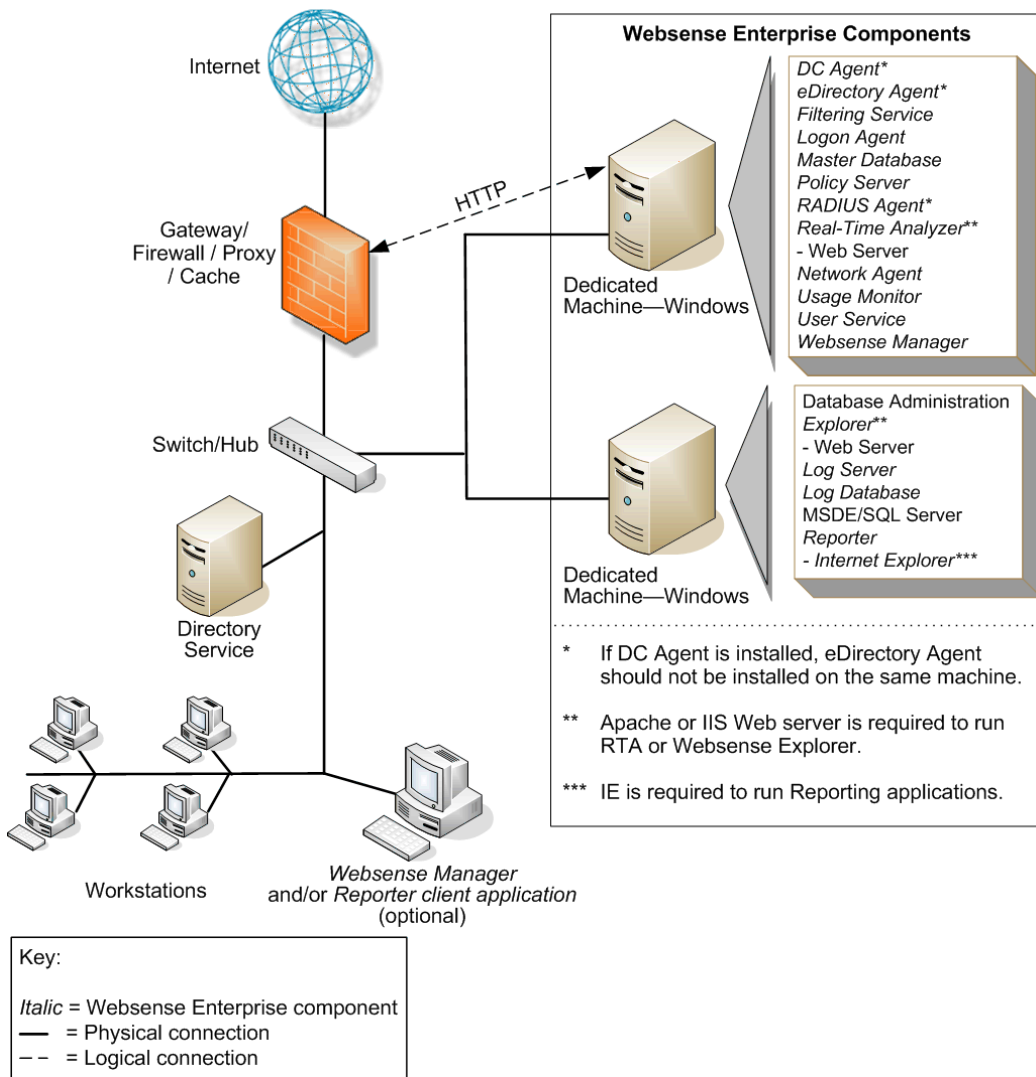 Internet
Gateway/
Firewall / Proxy
/ Cache
HTTP
Switch/Hub
Directory
Service
Workstations
Websense Manager
and/or Reporter client application
(optional)
Websense Enterprise Components
Dedicated
Machine—Windows
DC Agent*
eDirectory Agent*
Filtering Service
Logon Agent
Master Database
Policy Server
RADIUS Agent*
Real-Time Analyzer**
- Web Server
Network Agent
Usage Monitor
User Service
Websense Manager
Dedicated
Machine—Windows
Database Administration
Explorer**
- Web Server
Log Server
Log Database
MSDE/SQL Server
Reporter
- Internet Explorer***
* If DC Agent is installed, eDirectory Agent
should not be installed on the same machine.
** Apache or IIS Web server is required to run
RTA or Websense Explorer.
*** IE is required to run Reporting applications.
Key:
Italic = Websense Enterprise component
= Physical connection
= Logical connection